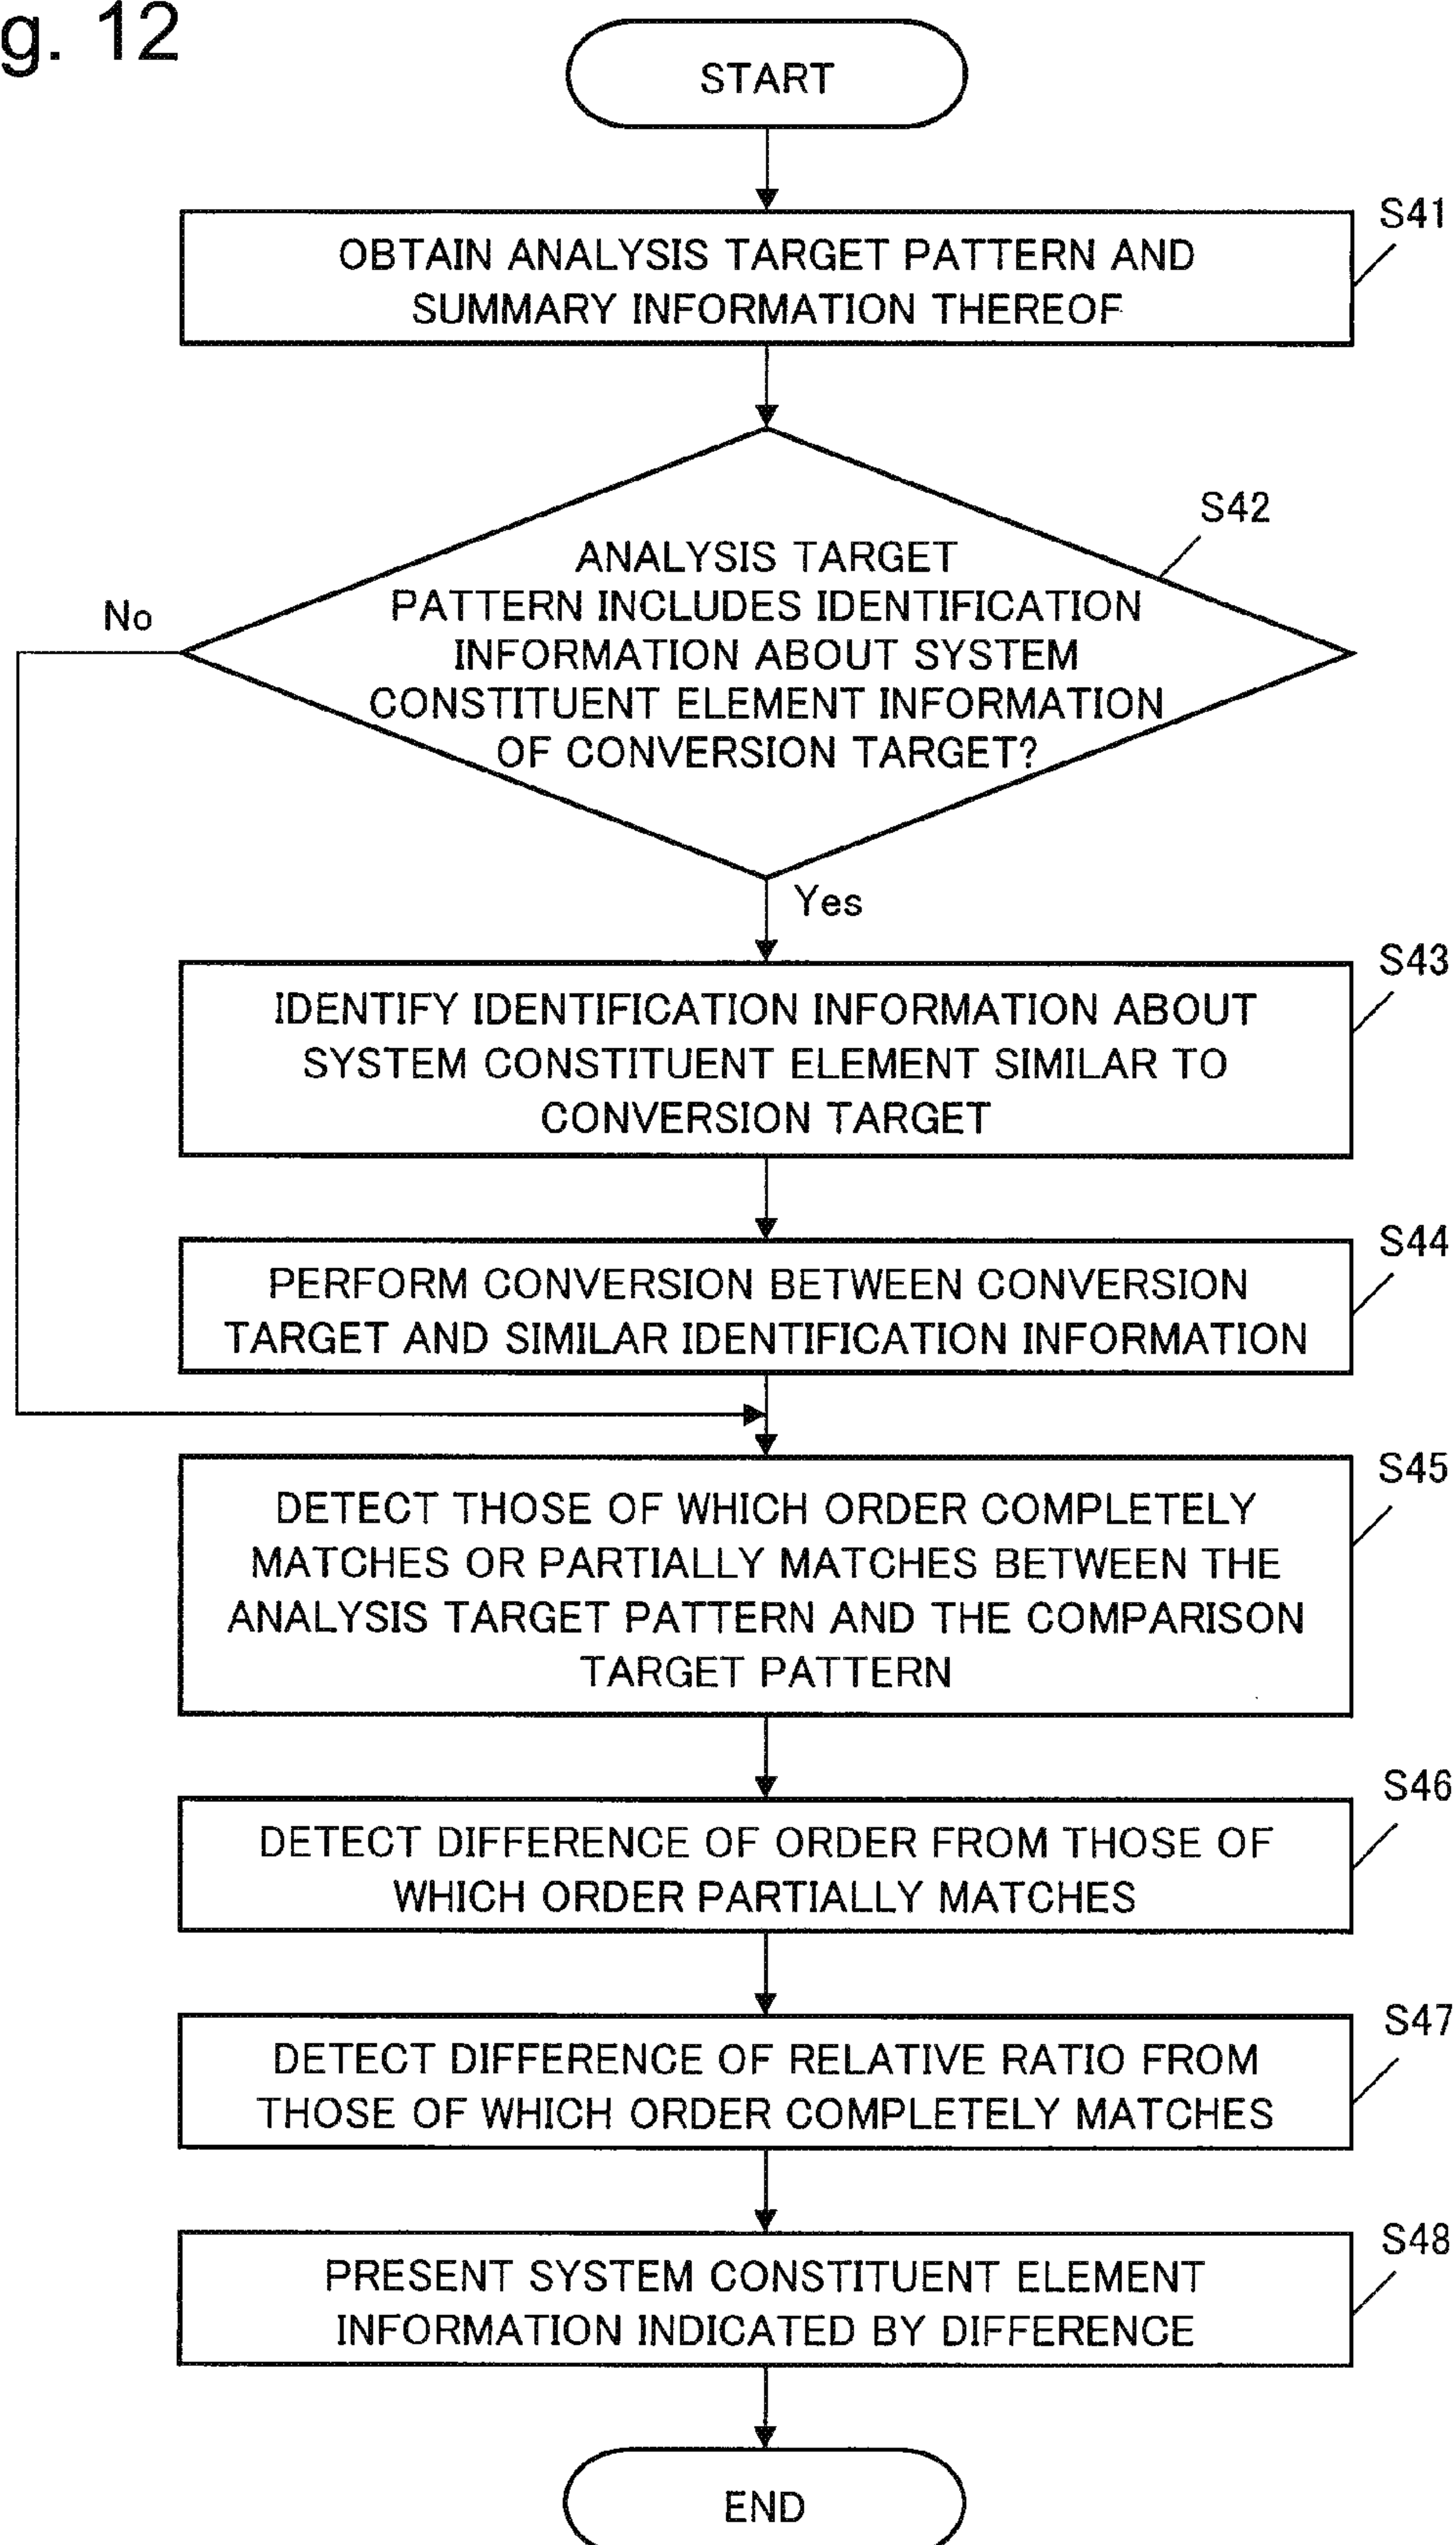 g. 12
START
S41
OBTAIN ANALYSIS TARGET PATTERN AND
SUMMARY INFORMATION THEREOF
S42
ANALYSIS TARGET
PATTERN INCLUDES IDENTIFICATION
INFORMATION ABOUT SYSTEM
CONSTITUENT ELEMENT INFORMATION
OF CONVERSION TARGET?
No
Yes
S43
IDENTIFY IDENTIFICATION INFORMATION ABOUT
SYSTEM CONSTITUENT ELEMENT SIMILAR TO
CONVERSION TARGET
S44
PERFORM CONVERSION BETWEEN CONVERSION
TARGET AND SIMILAR IDENTIFICATION INFORMATION
S45
DETECT THOSE OF WHICH ORDER COMPLETELY
MATCHES OR PARTIALLY MATCHES BETWEEN THE
ANALYSIS TARGET PATTERN AND THE COMPARISON
TARGET PATTERN
S46
DETECT DIFFERENCE OF ORDER FROM THOSE OF
WHICH ORDER PARTIALLY MATCHES
S47
DETECT DIFFERENCE OF RELATIVE RATIO FROM
THOSE OF WHICH ORDER COMPLETELY MATCHES
S48
PRESENT SYSTEM CONSTITUENT ELEMENT
INFORMATION INDICATED BY DIFFERENCE
END